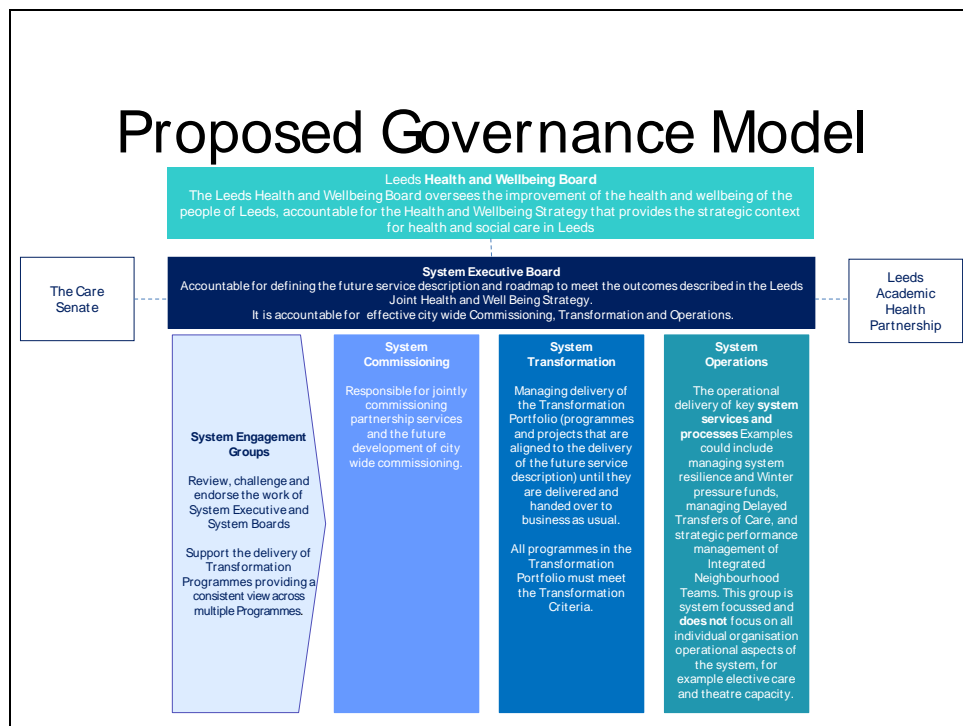 Proposed Governance Model
Leeds Health and Wellbeing Board
The Leeds Health and Wellbeing Board oversees the improvement of the health and wellbeing of the
people of Leeds, accountable for the Health and Wellbeing Strategy that provides the strategic context
for health and social care in Leeds
The Care
Senate
System Executive Board
Accountable for defining the future service description and roadmap to meet the outcomes described in the Leeds
Joint Health and Well Being Strategy.
It is accountable for effective city wide Commissioning, Transformation and Operations.
Leeds
Academic
Health
Partnership
System Engagement
Groups
Review, challenge and
endorse the work of
System Executive and
System Boards
Support the delivery of
Transformation
Programmes providing a
consistent view across
multiple Programmes.
System
Commissioning
Responsible for jointly
commissioning
partnership services
and the future
development of city
wide commissioning.
System
Transformation
Managing delivery of
the Transformation
Portfolio (programmes
and projects that are
aligned to the delivery
of the future service
description) until they
are delivered and
handed over to
business as usual.
All programmes in the
Transformation
Portfolio must meet
the Transformation
Criteria.
System
Operations
The operational
delivery of key system
services and
processes Examples
could include
managing system
resilience and Winter
pressure funds,
managing Delayed
Transfers of Care, and
strategic performance
management of
Integrated
Neighbourhood
Teams. This group is
system focussed and
does not focus on all
individual organisation
operational aspects of
the system, for
example elective care
and theatre capacity.